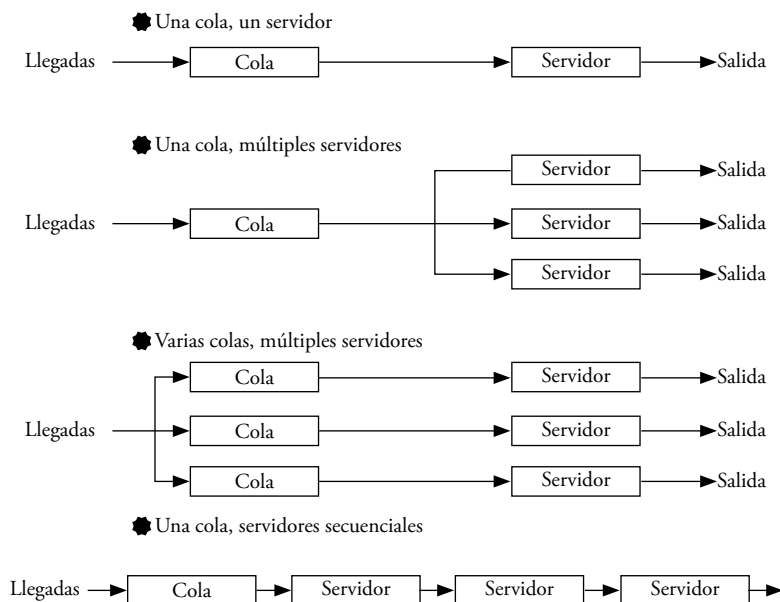 Una cola, un servidor
Llegadas Cola Servidor Salida
Una cola, múltiples servidores
Servidor Salida
Llegadas Cola Servidor Salida
Servidor Salida
Varias colas, múltiples servidores
Cola Servidor Salida
Llegadas Cola Servidor Salida
Cola Servidor Salida
Una cola, servidores secuenciales
Llegadas Cola Servidor Servidor Servidor